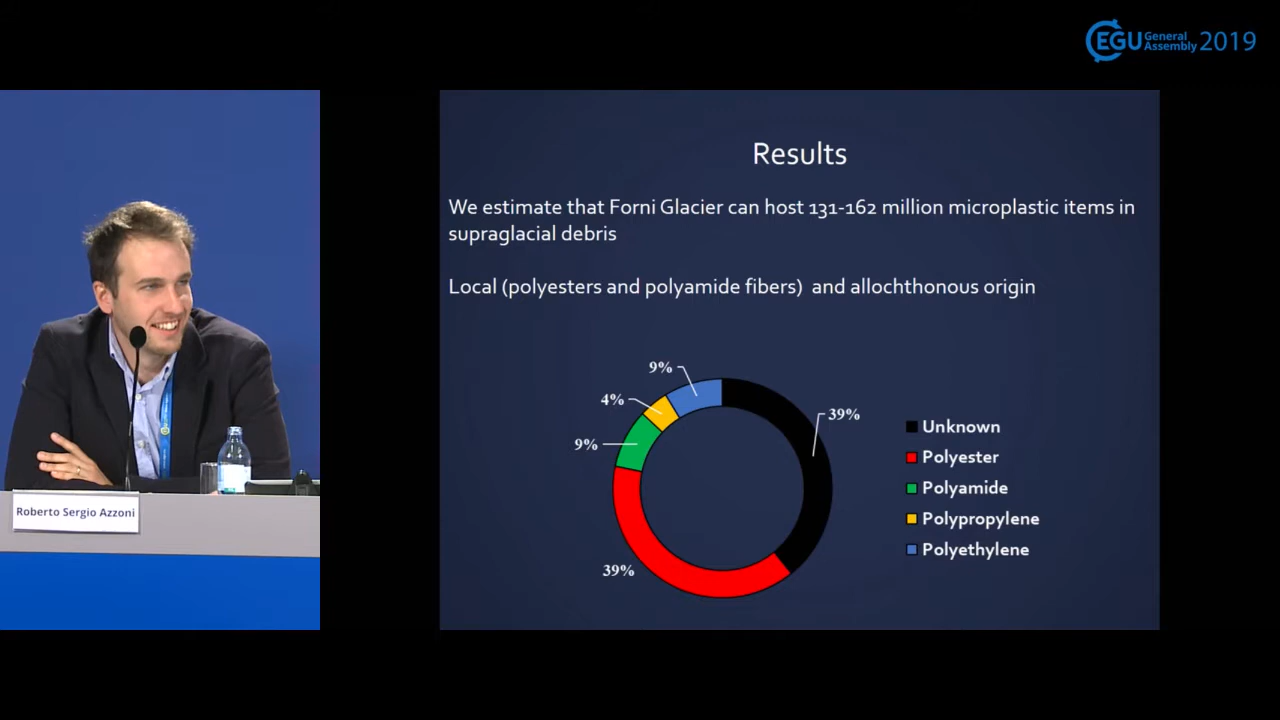 EGU General Assembly 2019
Results
We estimate that Forni Glacier can host 131-162 million microplastic items in
supraglacial debris
Local (polyesters and polyamide fibers) and allochthonous origin
9%
4%
9%
39%
39%
Unknown
Polyester
Polyamide
Polypropylene
Polyethylene
Roberto Sergio Azzoni